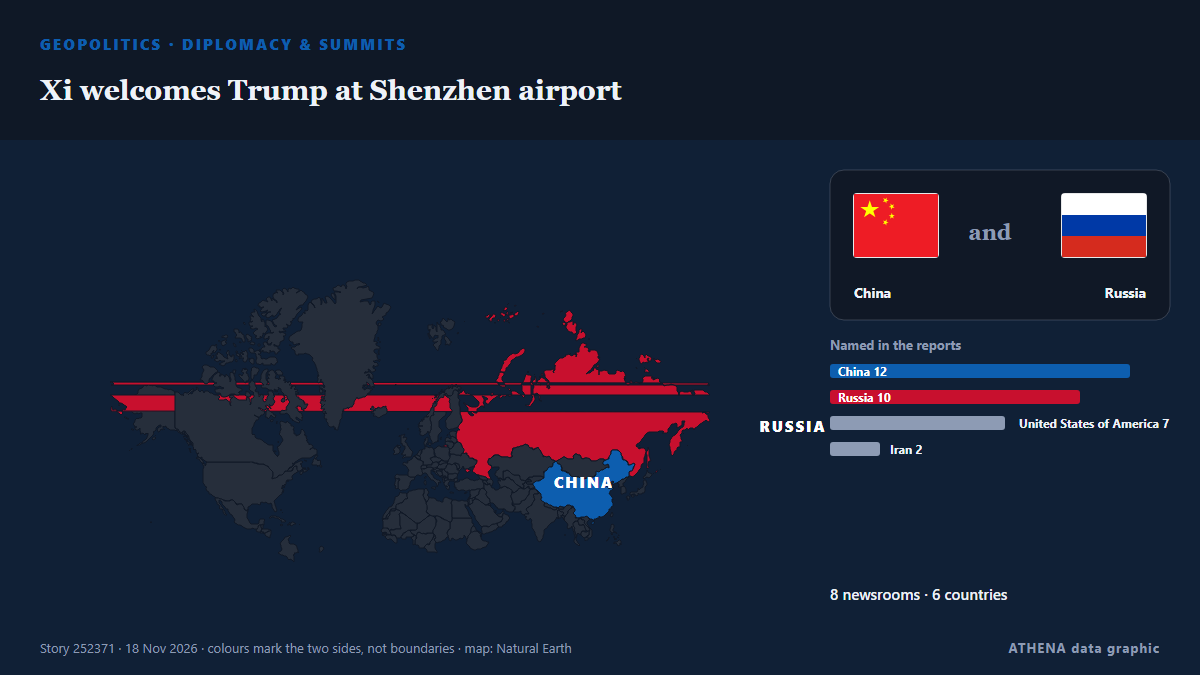 GEOPOLITICS · DIPLOMACY & SUMMITS
Xi welcomes Trump at Shenzhen airport
and
China
Russia
Named in the reports
China 12
Russia 10
United States of America 7
Iran 2
RUSSIA
CHINA
8 newsrooms · 6 countries
Story 252371 · 18 Nov 2026 · colours mark the two sides, not boundaries · map: Natural Earth
ATHENA data graphic